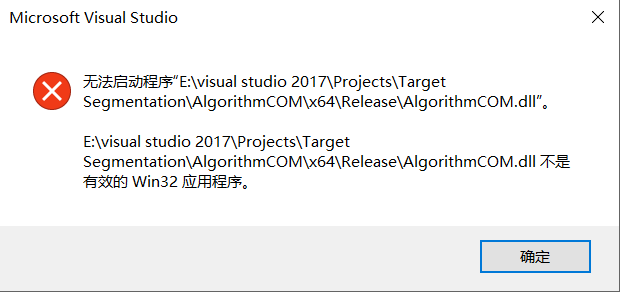 Microsoft Visual Studio
无法启动程序“E:\visual studio 2017\Projects\Target
Segmentation\AlgorithmCOM\x64\Release\AlgorithmCOM.dll”。
E:\visual studio 2017\Projects\Target
Segmentation\AlgorithmCOM\x64\Release\AlgorithmCOM.dll 不是
有效的 Win32 应用程序。
确定